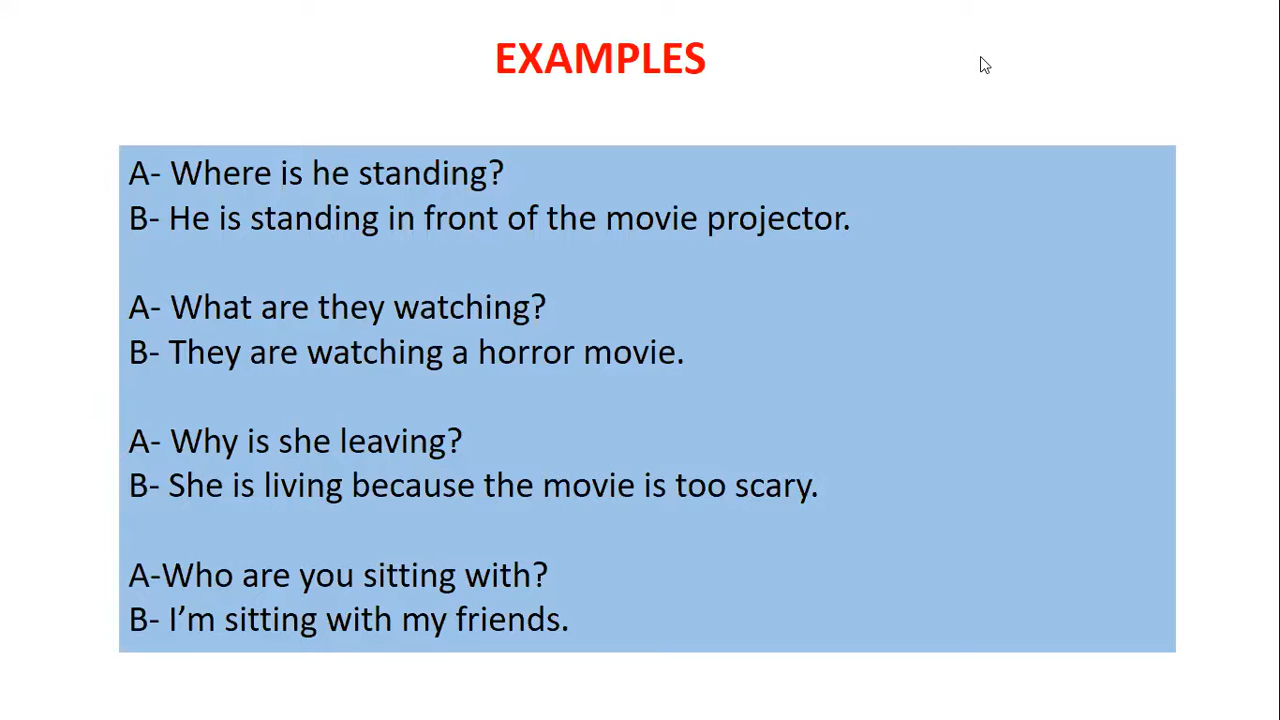 EXAMPLES
A- Where is he standing?
B- He is standing in front of the movie projector.
A- What are they watching?
B- They are watching a horror movie.
A- Why is she leaving?
B- She is living because the movie is too scary.
A-Who are you sitting with?
B- I’m sitting with my friends.